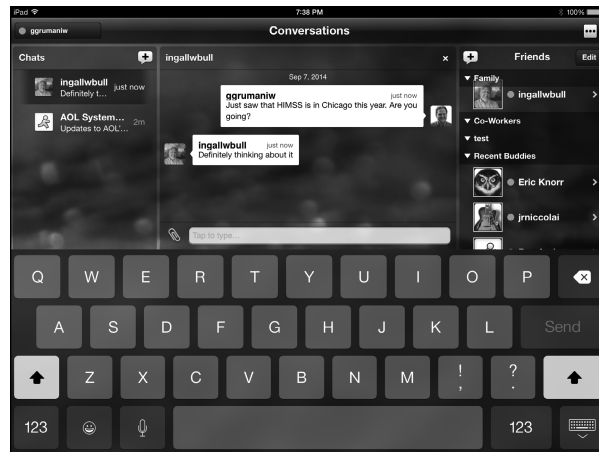 iPad
7:38 PM
100%
ggrumaniw
Conversations
Chats
ingallwbull
Definitely t...
just now
AOL System...
Updates to AOL'...
2m
ingallwbull
×
Sep 7, 2014
ggrumaniw
just now
Just saw that HIMSS is in Chicago this year. Are you
going?
ingallwbull
just now
Definitely thinking about it
Tap to type...
Friends
Edit
Family
ingallwbull
Co-Workers
test
Recent Buddies
Eric Knorr
jrniccolai
Q W E R T Y U I O P
A S D F G H J K L Send
Z X C V B N M ! , ? .
123
123